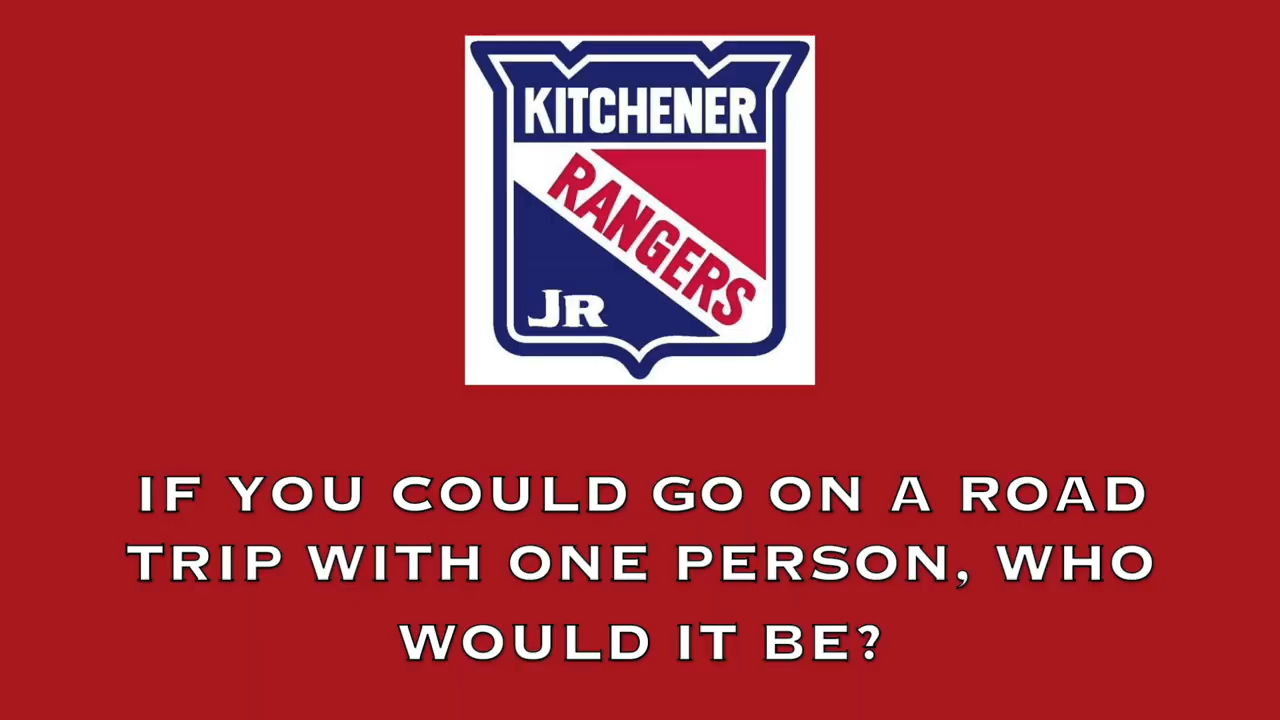 KITCHENER
RANGERS
JR
IF YOU COULD GO ON A ROAD
TRIP WITH ONE PERSON, WHO
WOULD IT BE?